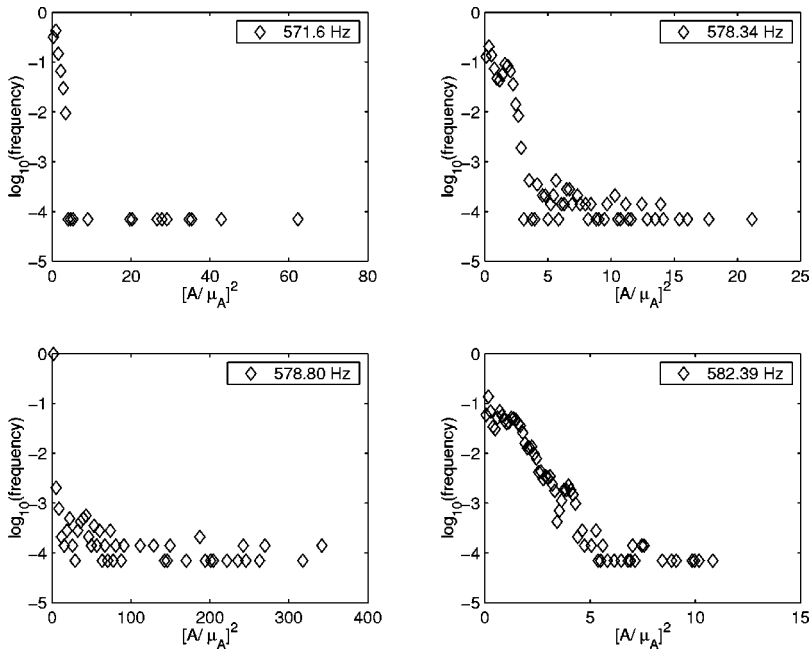 0
571.6 Hz
−1
−2
−3
−4
−5
0 20 40 60 80
log10(frequency)
[A/ μA]2
0
578.34 Hz
−1
−2
−3
−4
−5
0 5 10 15 20 25
log10(frequency)
[A/ μA]2
0
578.80 Hz
−1
−2
−3
−4
−5
0 100 200 300 400
log10(frequency)
[A/ μA]2
0
582.39 Hz
−1
−2
−3
−4
−5
0 5 10 15
log10(frequency)
[A/ μA]2